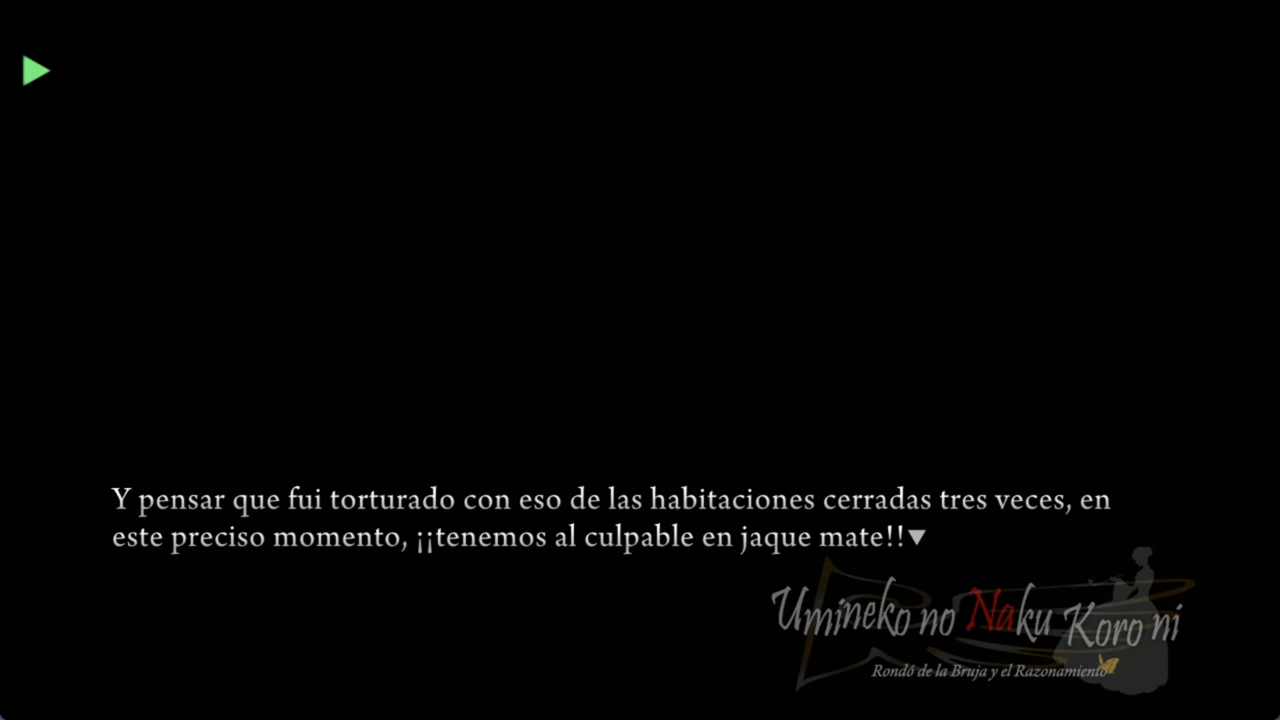 Y pensar que fui torturado con eso de las habitaciones cerradas tres veces, en
este preciso momento, ¡¡tenemos al culpable en jaque mate!!
Umineko no Naku Koro ni
Rondó de la Bruja y el Razonamiento